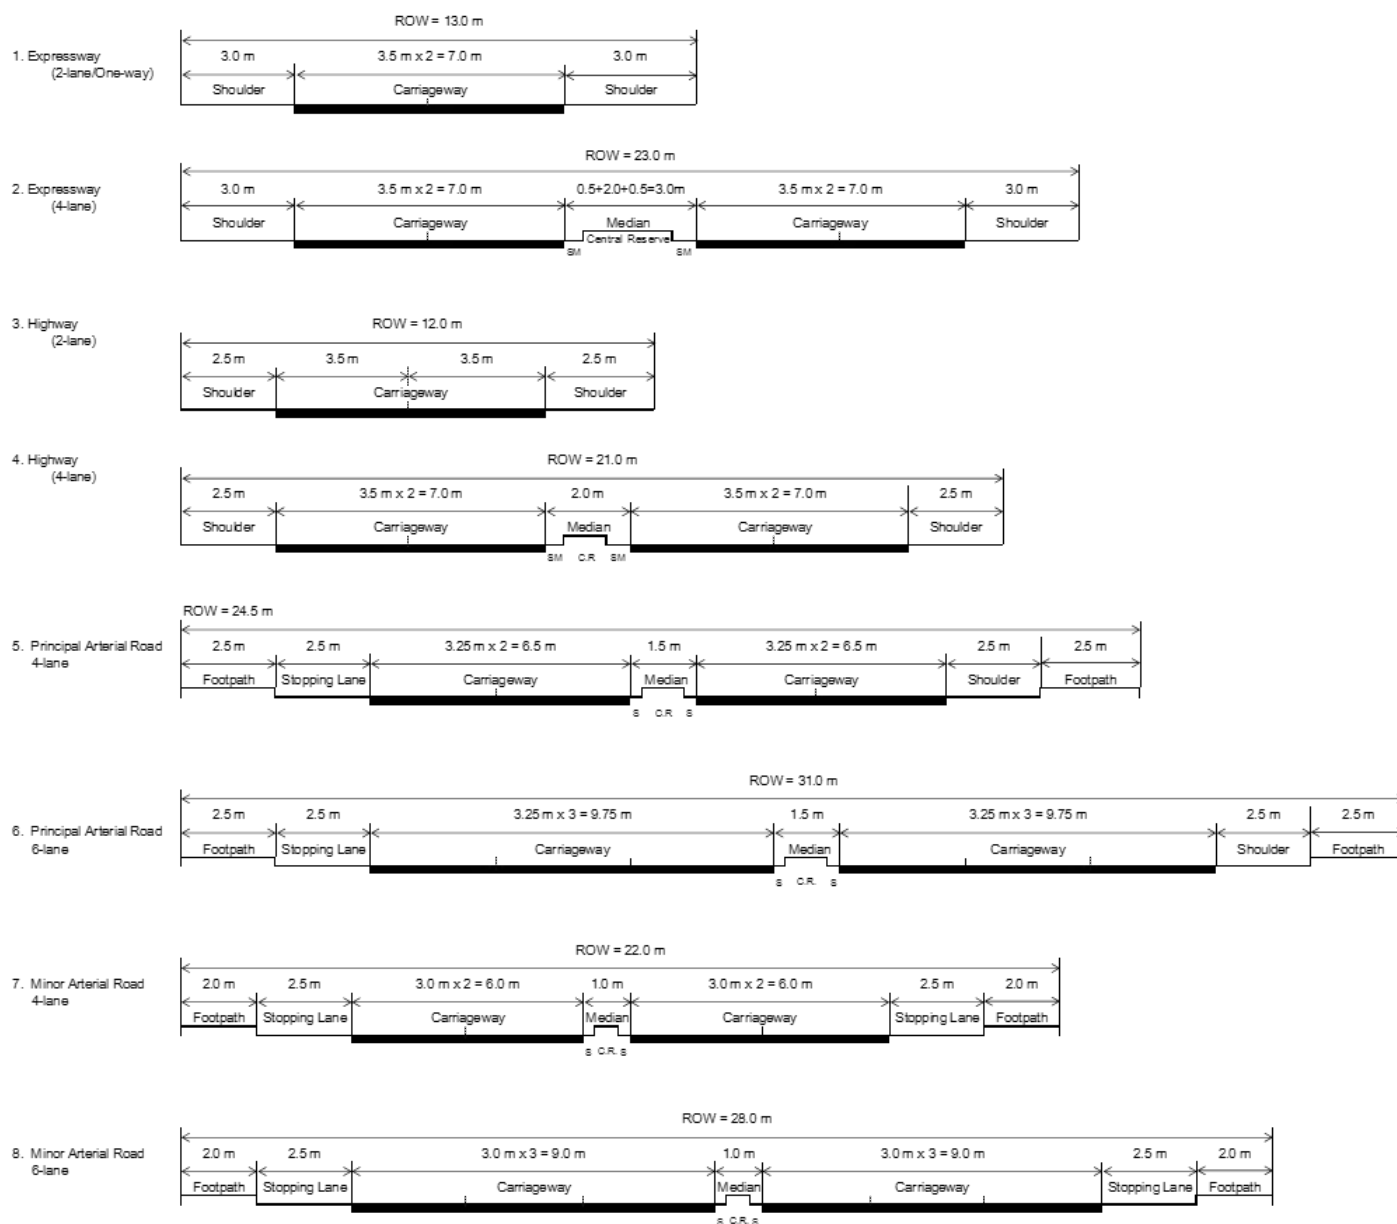 ROW = 13.0 m
1. Expressway
(2-lane/One-way)
3.0 m 3.5 m x 2 = 7.0 m 3.0 m
Shoulder Carriageway Shoulder
ROW = 23.0 m
2. Expressway
(4-lane)
3.0 m 3.5 m x 2 = 7.0 m 0.5+2.0+0.5=3.0m 3.5 m x 2 = 7.0 m 3.0 m
Shoulder Carriageway Median Carriageway Shoulder
Central Reserve
SM SM
3. Highway
(2-lane)
ROW = 12.0 m
2.5 m 3.5 m 3.5 m 2.5 m
Shoulder Carriageway Shoulder
4. Highway
(4-lane)
ROW = 21.0 m
2.5 m 3.5 m x 2 = 7.0 m 2.0 m 3.5 m x 2 = 7.0 m 2.5 m
Shoulder Carriageway Median Carriageway Shoulder
SM C.R SM
ROW = 24.5 m
5. Principal Arterial Road
4-lane
2.5 m 2.5 m 3.25 m x 2 = 6.5 m 1.5 m 3.25 m x 2 = 6.5 m 2.5 m 2.5 m
Footpath Stopping Lane Carriageway Median Carriageway Shoulder Footpath
S C.R S
ROW = 31.0 m
6. Principal Arterial Road
6-lane
2.5 m 2.5 m 3.25 m x 3 = 9.75 m 1.5 m 3.25 m x 3 = 9.75 m 2.5 m 2.5 m
Footpath Stopping Lane Carriageway Median Carriageway Shoulder Footpath
S C.R. S
ROW = 22.0 m
7. Minor Arterial Road
4-lane
2.0 m 2.5 m 3.0 m x 2 = 6.0 m 1.0 m 3.0 m x 2 = 6.0 m 2.5 m 2.0 m
Footpath Stopping Lane Carriageway Median Carriageway Stopping Lane Footpath
S C.R. S
ROW = 28.0 m
8. Minor Arterial Road
6-lane
2.0 m 2.5 m 3.0 m x 3 = 9.0 m 1.0 m 3.0 m x 3 = 9.0 m 2.5 m 2.0 m
Footpath Stopping Lane Carriageway Median Carriageway Stopping Lane Footpath
S C.R. S